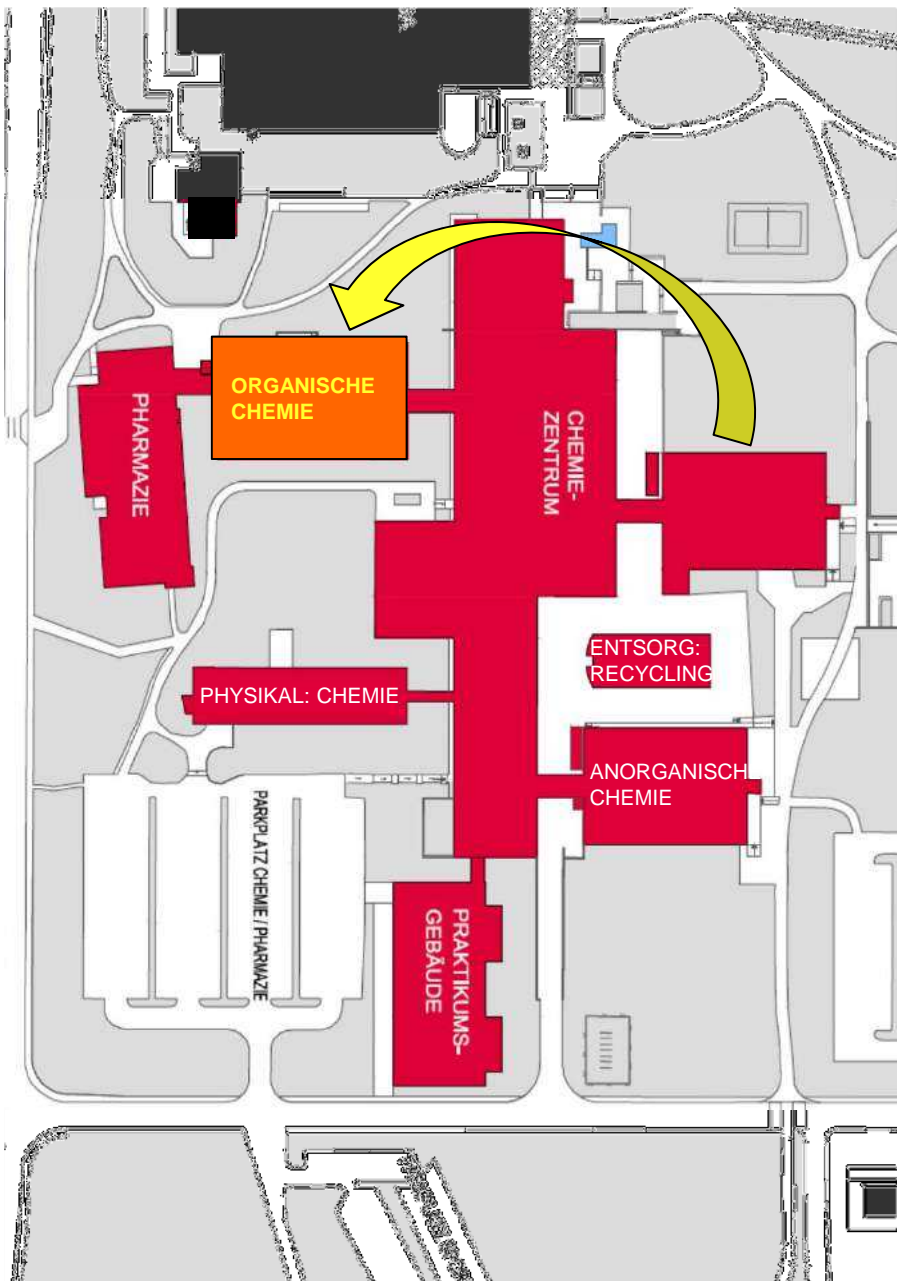 ORGANISCHE
CHEMIE
PHARMAZIE
CHEMIE-
ZENTRUM
ENTSORG:
RECYCLING
PHYSIKAL: CHEMIE
ANORGANISCH
CHEMIE
PARKPLATZ CHEMIE / PHARMAZIE
PRAKTIKUMS-
GEBÄUDE